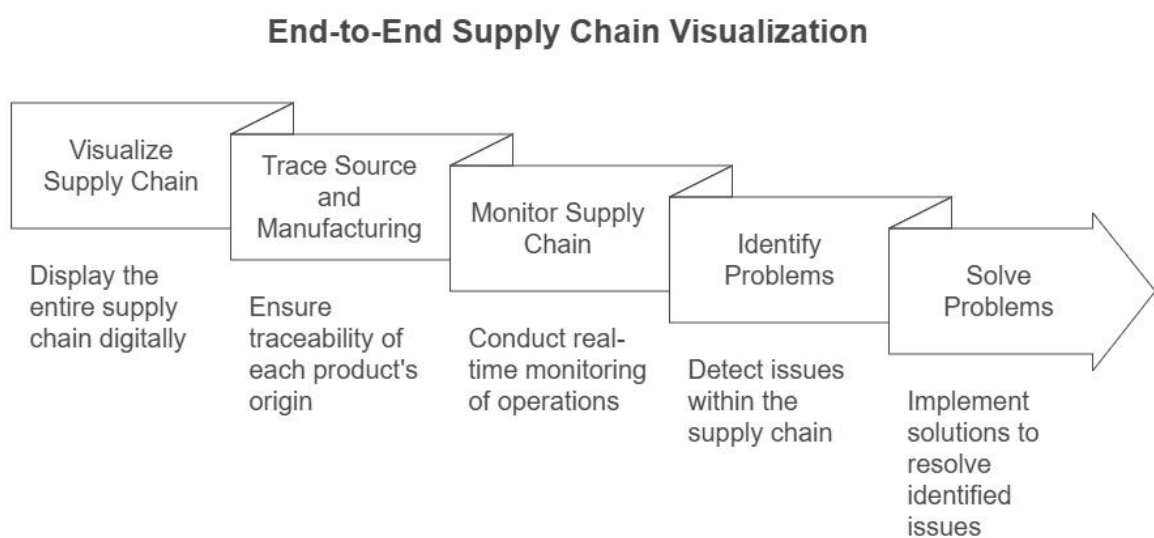 End-to-End Supply Chain Visualization
Visualize
Supply Chain
Display the
entire supply
chain digitally
Trace Source
and
Manufacturing
Ensure
traceability of
each product's
origin
Monitor Supply
Chain
Conduct real-
time monitoring
of operations
Identify
Problems
Detect issues
within the
supply chain
Solve
Problems
Implement
solutions to
resolve
identified
issues